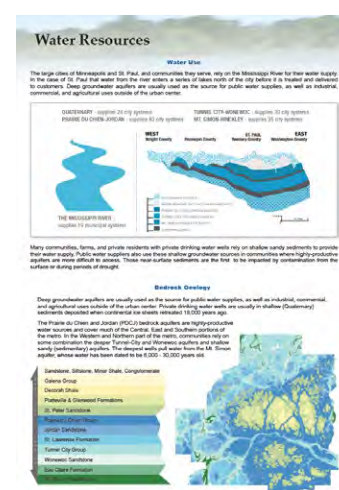 Water Resources
Water Use
The large cities of Minneapolis and St. Paul, and communities they serve, rely on the Mississippi River for their water supply.
In the case of St. Paul that water from the river enters a series of lakes north of the city before it is treated and delivered
to customers. Deep groundwater aquifers are usually used as the source for public water supplies, as well as industrial,
commercial, and agricultural uses outside of the urban center.
QUATERNARY : supplies 24 city systems
PRAIRIE DU CHIEN-JORDAN : supplies 82 city systems
TUNNEL CITY-WONEWOC : supplies 30 city systems
MT. SIMON-HINCKLEY : supplies 30 city systems
WEST
Wright County
Hennepin County
ST. PAUL
Ramsey County
EAST
Washington County
THE MISSISSIPPI RIVER :
municipal systems
Many communities, farms, and private residents with private drinking water wells rely on shallow sandy sediments to provide
their water supply. Public water suppliers also use these shallow groundwater sources in communities where highly-productive
aquifers are more difficult to access. Those near-surface sediments are the first to be impacted by contamination from the
surface or during periods of drought.
Bedrock Geology
Deep groundwater aquifers are usually used as the source for public water supplies, as well as industrial, commercial,
and agricultural uses outside of the urban center. Private drinking water wells are usually in shallow (Quaternary)
sediments deposited when continental ice sheets retreated 18,000 years ago.
The Prairie du Chien and Jordan (PDCJ) bedrock aquifers are highly-productive
water sources and cover much of the Central, East and Southern portions of
the metro. In the Western and Northern part of the metro, communities rely on
some combination the deeper Tunnel-City and Wonewoc aquifers and shallow
sandy (sedimentary) aquifers. The deepest wells pull water from the Mt. Simon
aquifer, whose water has been dated to be 6,000 - 30,000 years old.
Sandstone, Siltstone, Minor Shale, Conglomerate
Galena Group
Decorah Shale
Platteville & Glenwood Formations
St. Peter Sandstone
Prairie du Chien Group
Jordan Sandstone
St. Lawrence Formation
Tunnel City Group
Wonewoc Sandstone
Eau Claire Formation